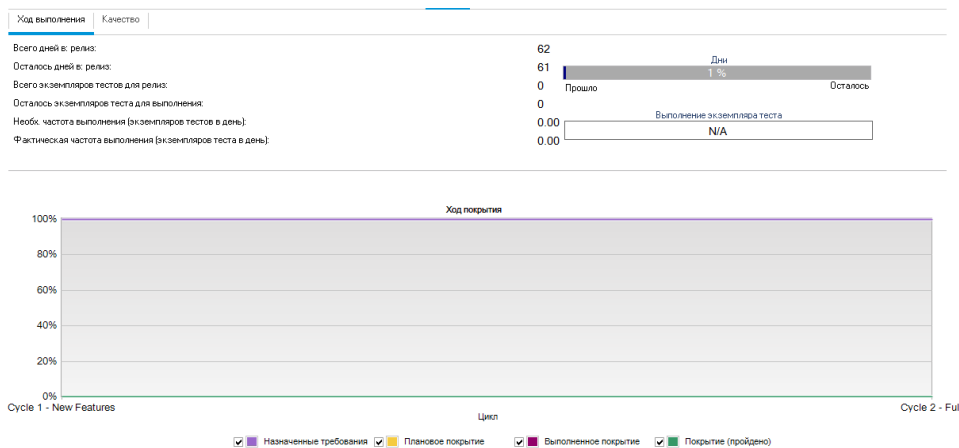 Ход выполнения Качество
Всего дней в: релиз: 62
Дни
Осталось дней в: релиз: 61
1 %
Всего экземпляров тестов для релиз: 0
Прошло Осталось
Осталось экземпляров теста для выполнения: 0
Необх. частота выполнения (экземпляров тестов в день): 0.00
Выполнение экземпляра теста
N/A
Фактическая частота выполнения (экземпляров теста в день): 0.00
Ход покрытия
100%
80%
60%
40%
20%
0%
Cycle 1 - New Features Cycle 2 - Ful
Цикл
Назначенные требования Плановое покрытие Выполненное покрытие Покрытие (пройдено)